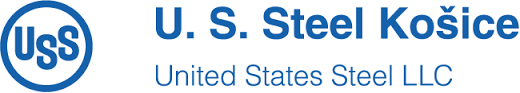 USS
U. S. Steel Košice
United States Steel LLC